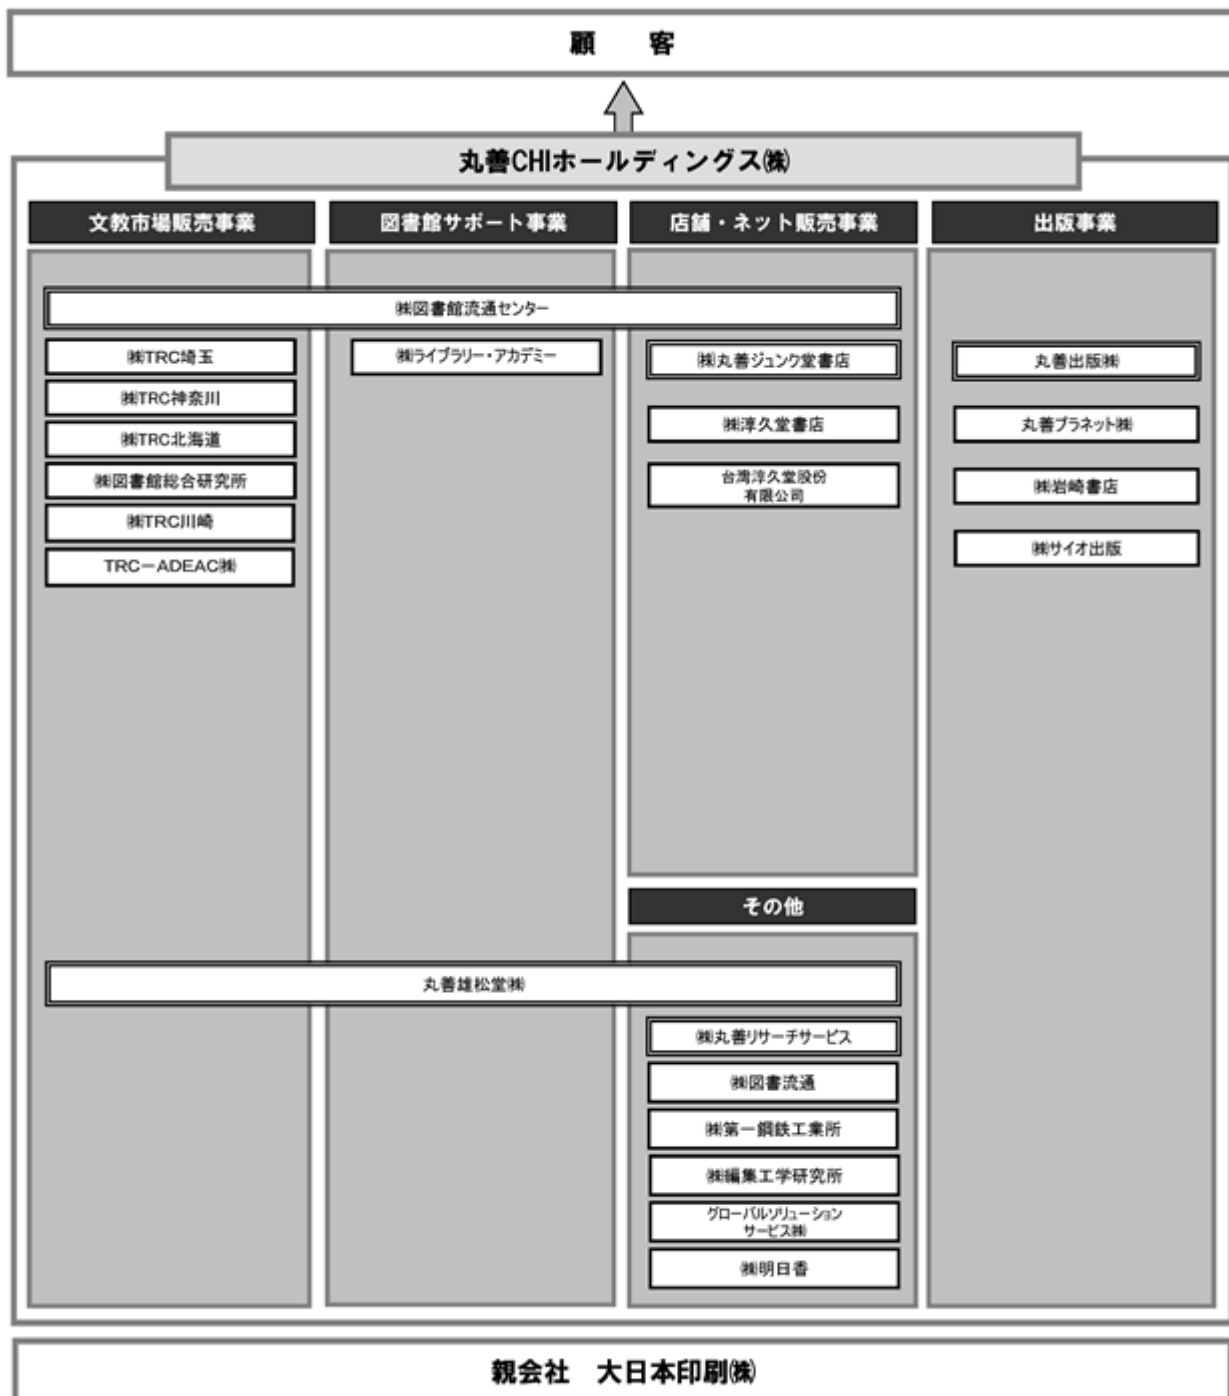 顧　客
丸善CHIホールディングス㈱
文教市場販売事業
図書館サポート事業
店舗・ネット販売事業
出版事業
㈱図書館流通センター
㈱TRC埼玉
㈱TRC神奈川
㈱TRC北海道
㈱図書館総合研究所
㈱TRC川崎
TRC－ADEAC㈱
㈱ライブラリー・アカデミー
㈱丸善ジュンク堂書店
㈱淳久堂書店
台湾淳久堂股份
有限公司
丸善出版㈱
丸善プラネット㈱
㈱岩崎書店
㈱サイオ出版
その他
丸善雄松堂㈱
㈱丸善リサーチサービス
㈱図書流通
㈱第一鋼鉄工業所
㈱編集工学研究所
グローバルソリューション
サービス㈱
㈱明日香
親会社　大日本印刷㈱